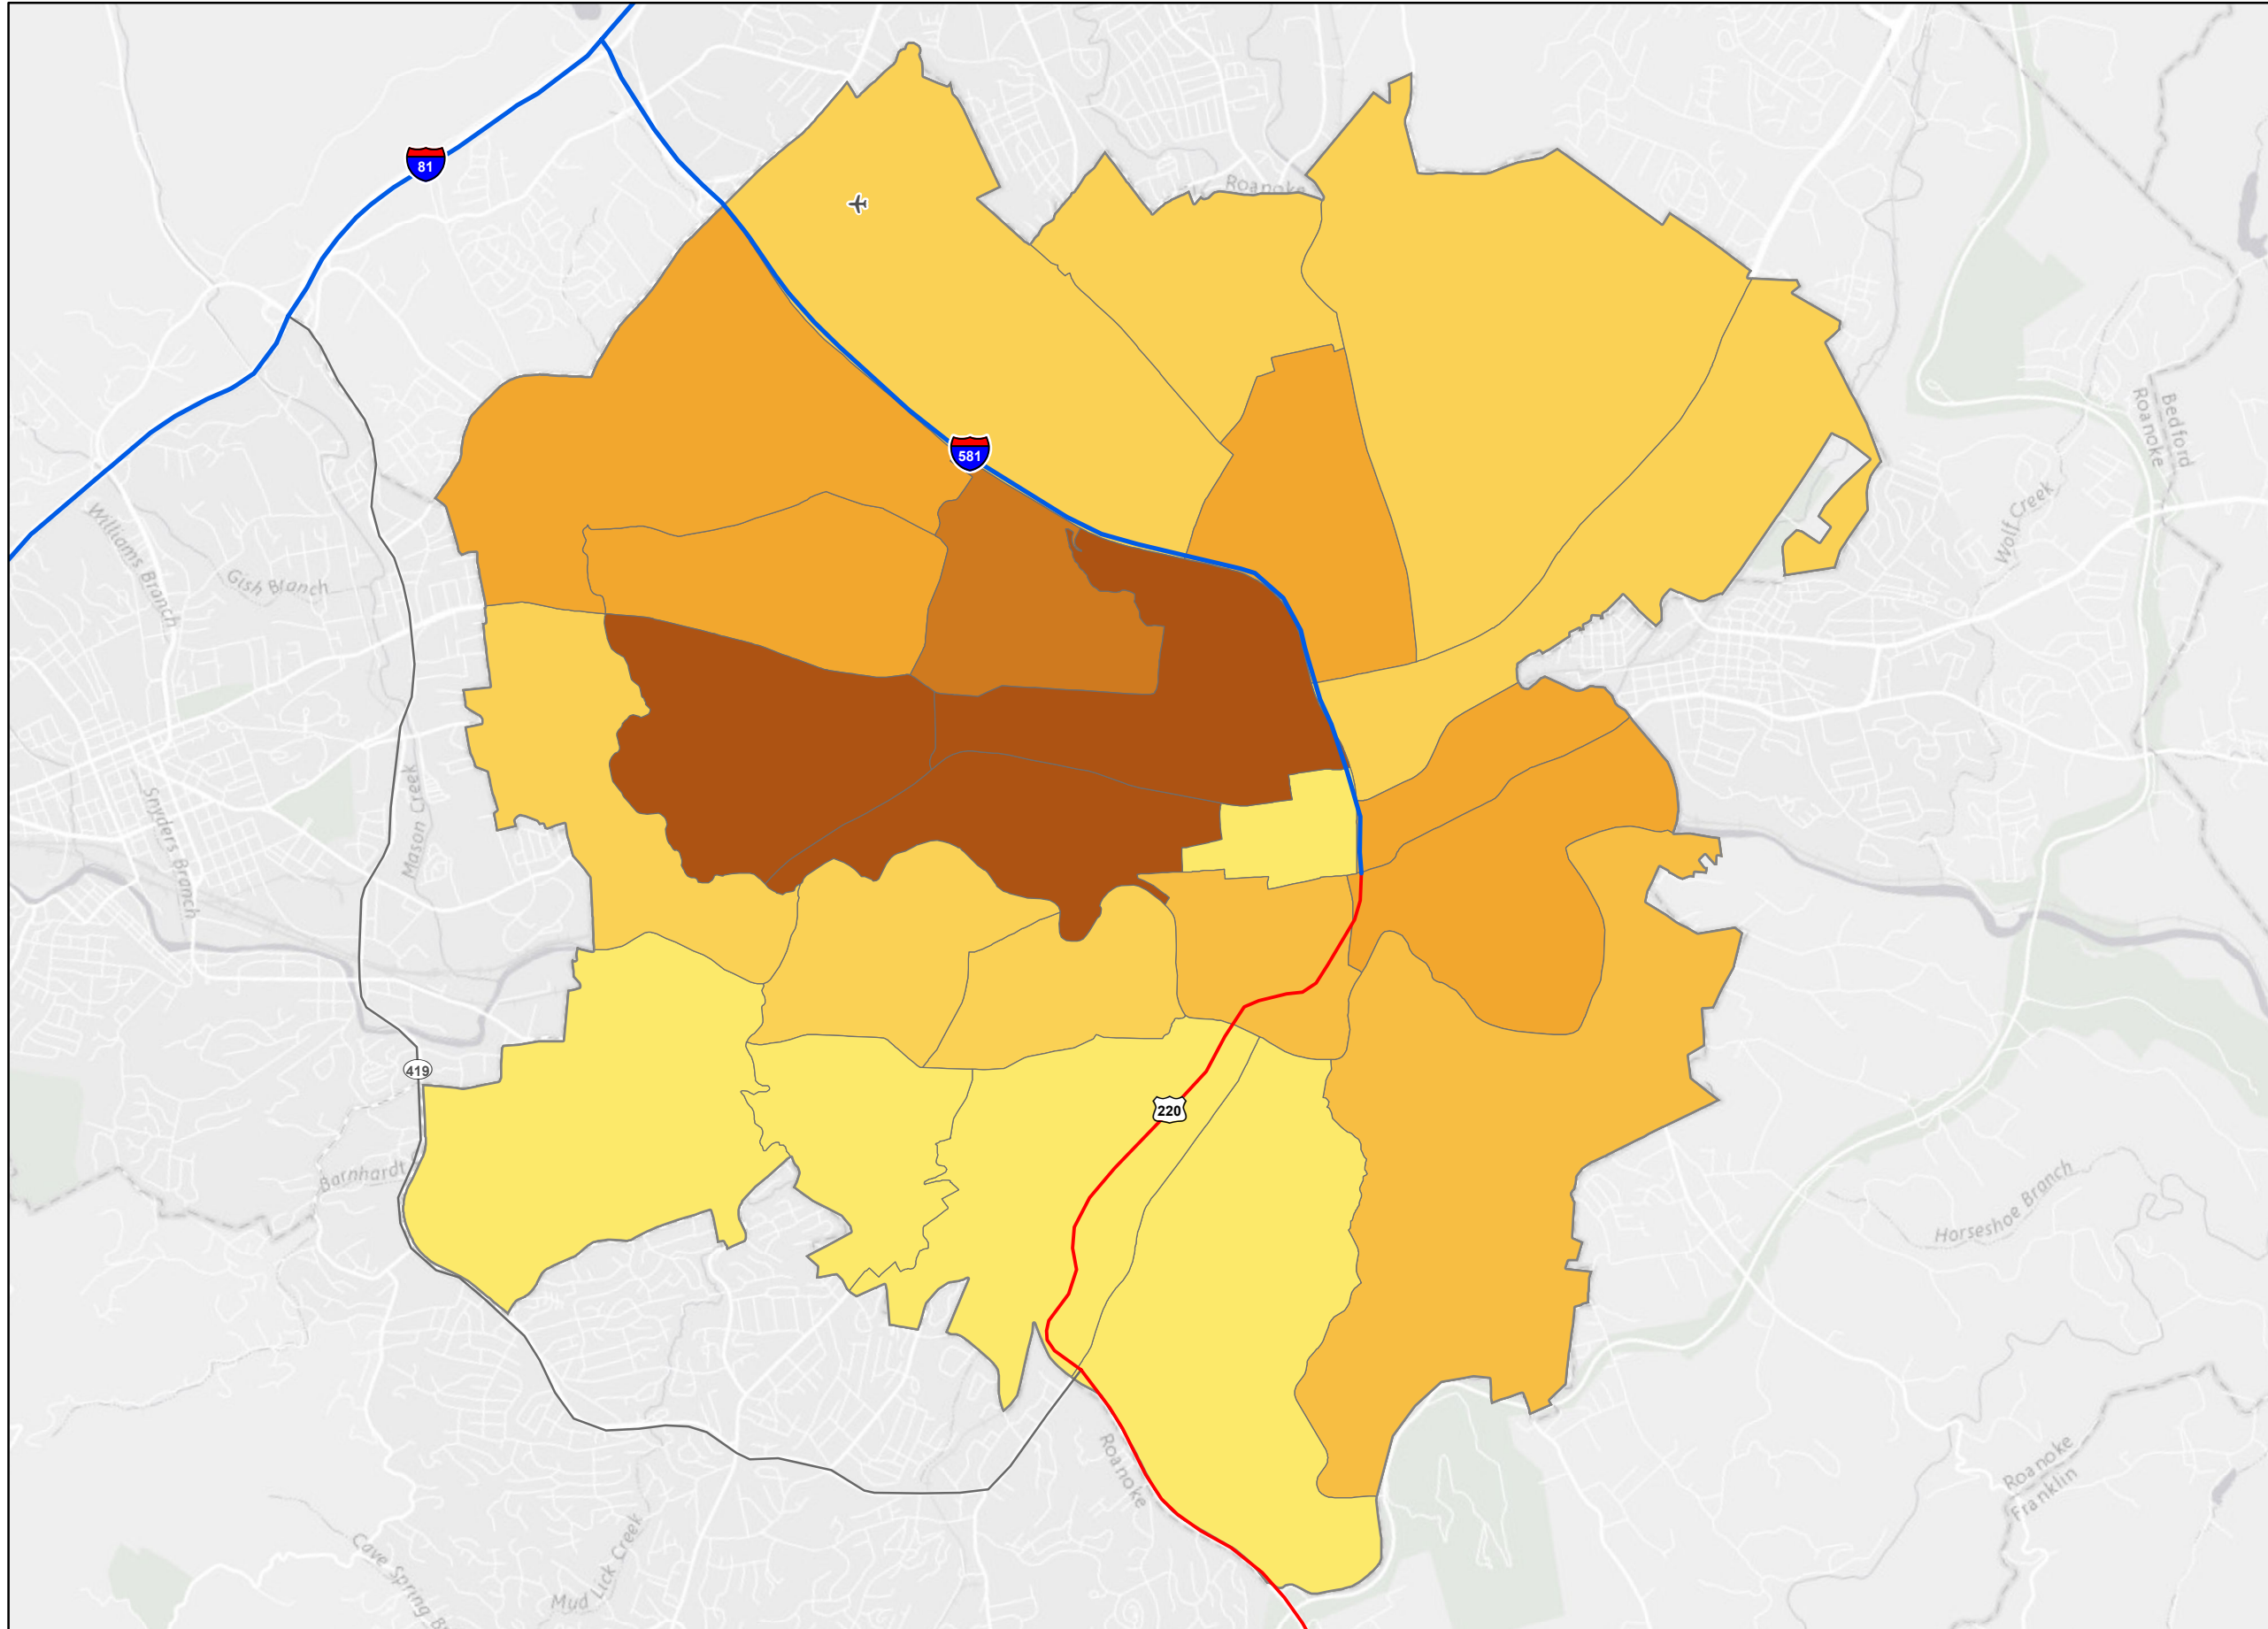 81
Roanoke
Bedford
Roanoke
581
Wolf Creek
Williams Branch
Gish Branch
Mason Creek
Snyders Branch
419
220
Barnhardt
Horseshoe Branch
Roanoke
Roanoke
Franklin
Cave Spring
Mud Lick Creek